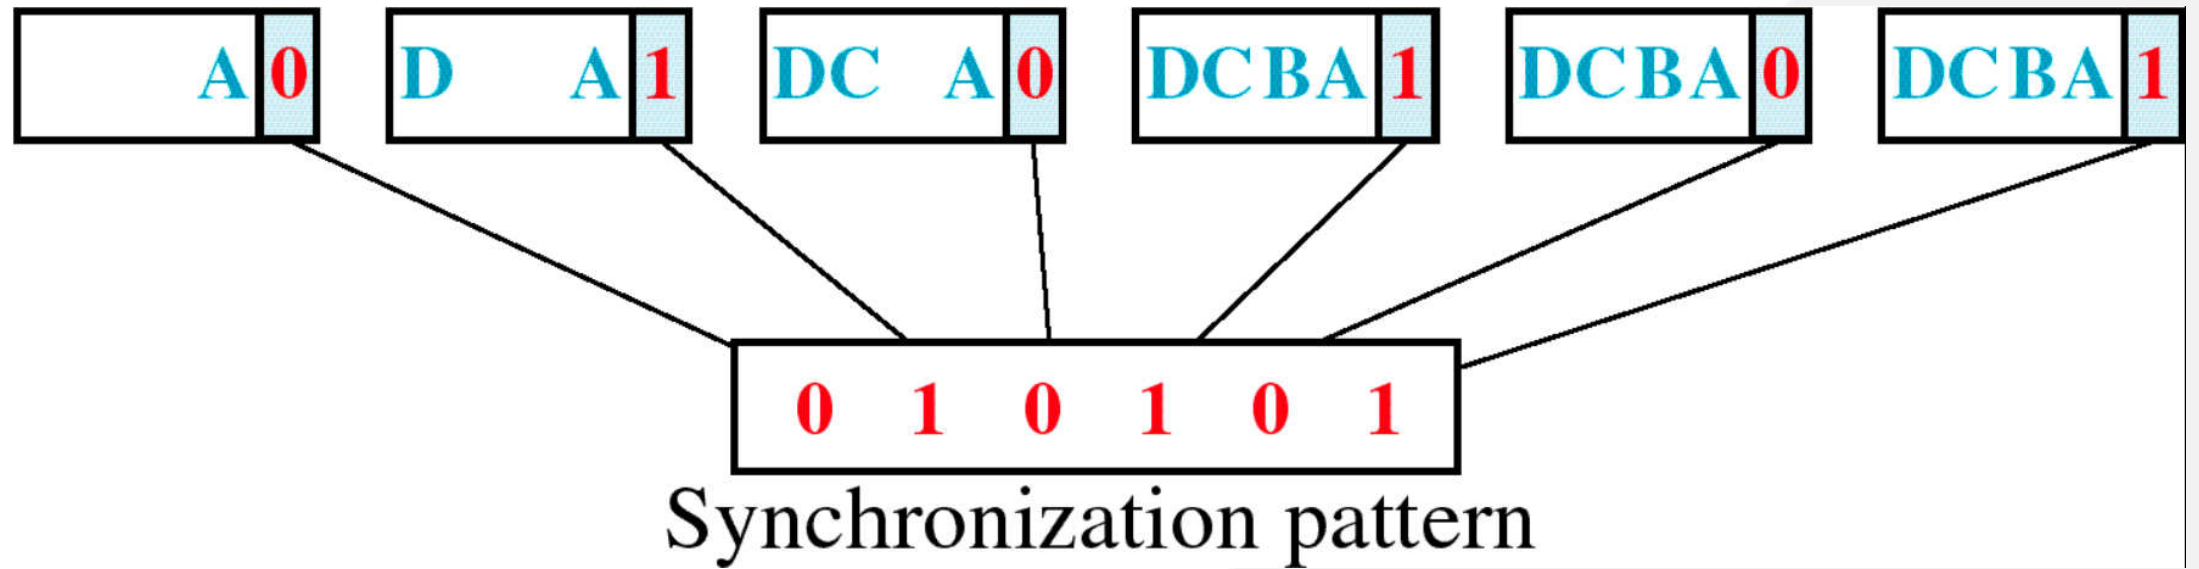 A 0 D A 1 DC A 0 DCBA 1 DCBA 0 DCBA 1
0 1 0 1 0 1
Synchronization pattern